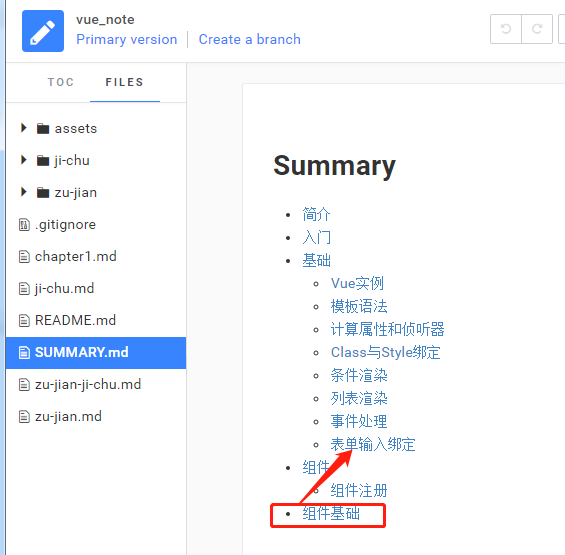 vue_note
Primary version
Create a branch
TOC
FILES
assets
ji-chu
zu-jian
.gitignore
chapter1.md
ji-chu.md
README.md
SUMMARY.md
zu-jian-ji-chu.md
zu-jian.md
Summary
简介
入门
基础
Vue实例
模板语法
计算属性和侦听器
Class与Style绑定
条件渲染
列表渲染
事件处理
表单输入绑定
组件
组件注册
组件基础